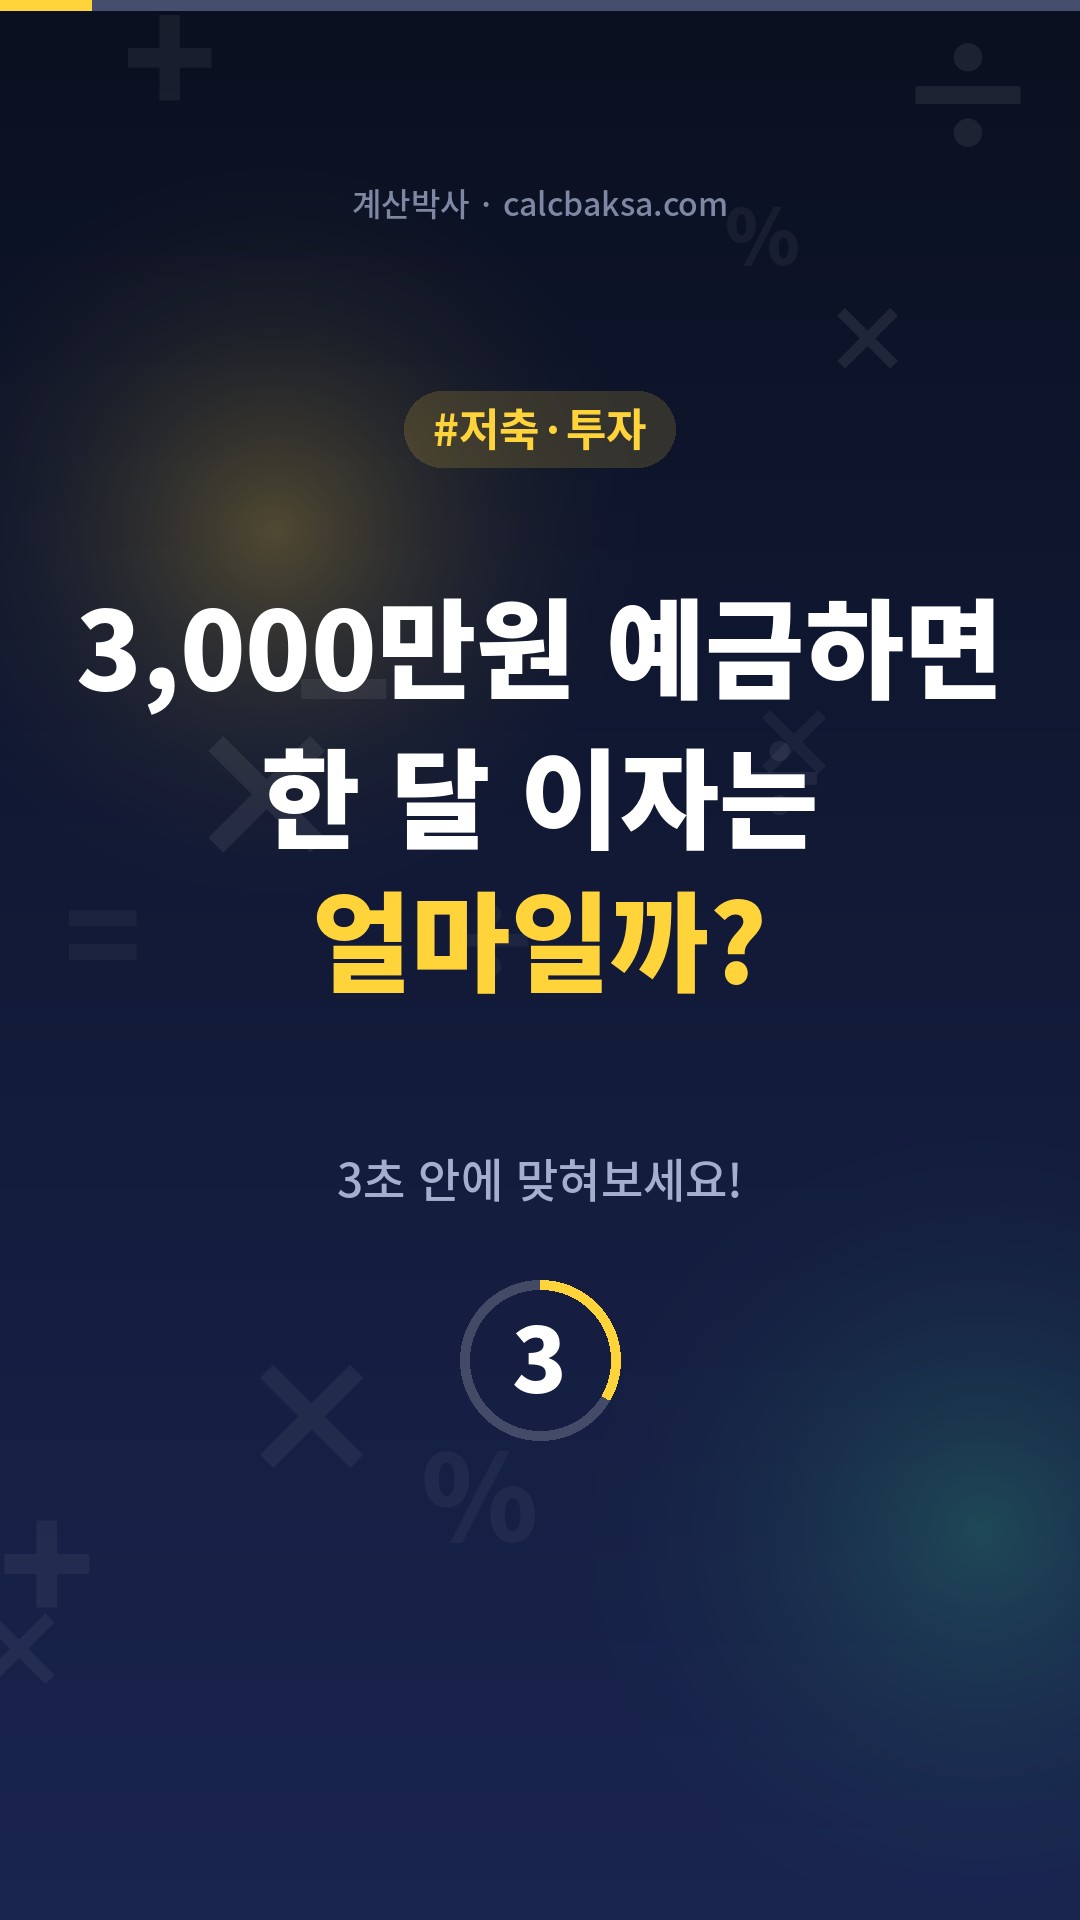 계산박사 · calcbaksa.com
#저축·투자
3,000만원 예금하면
한 달 이자는
얼마일까?
3초 안에 맞혀보세요!
3